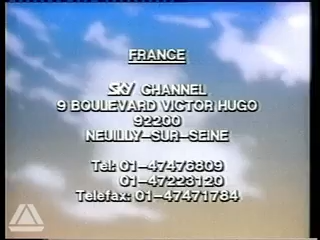 FRANCE
SKY CHANNEL
9 BOULEVARD VICTOR HUGO
92200
NEUILLY-SUR-SEINE
Tel: 01-47476809
01-47223120
Telefax: 01-47471784